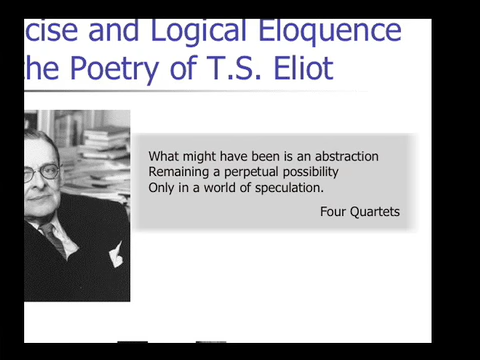 cise and Logical Eloquence
the Poetry of T.S. Eliot
What might have been is an abstraction
Remaining a perpetual possibility
Only in a world of speculation.
Four Quartets